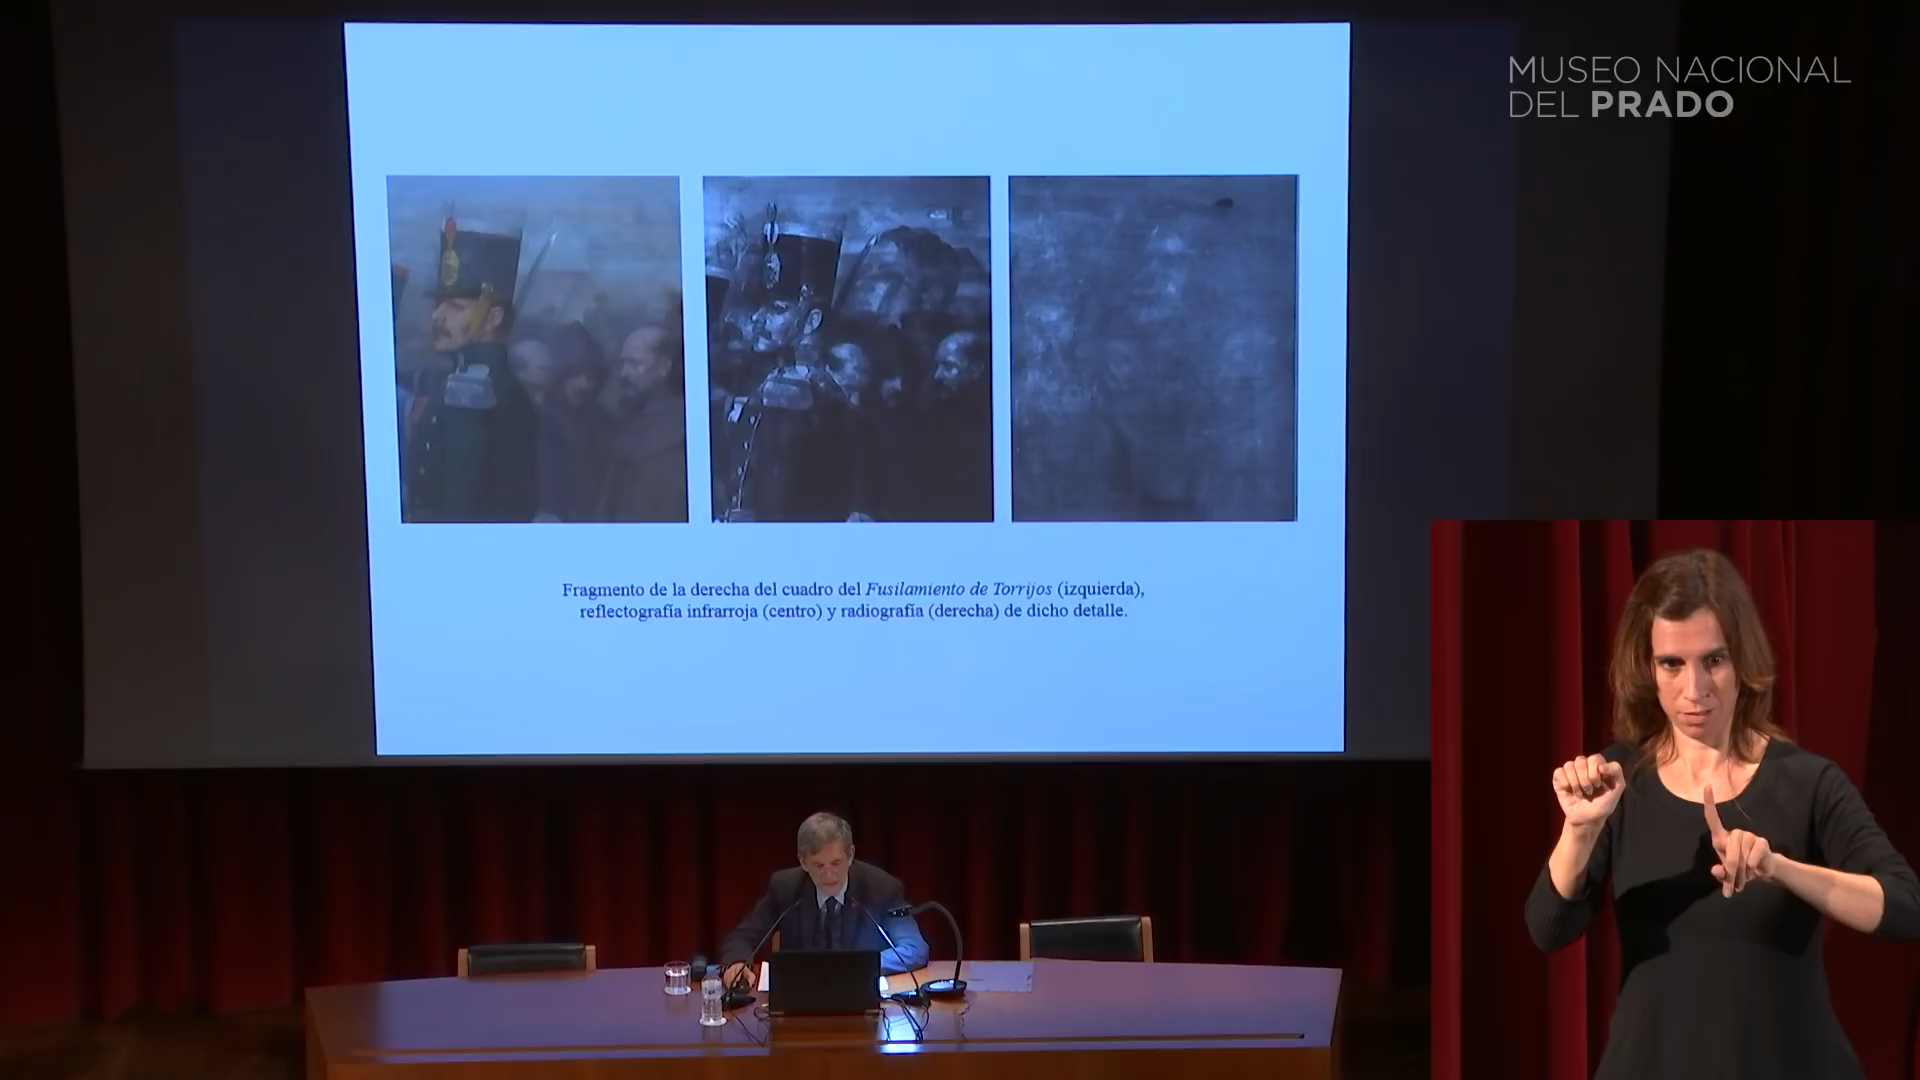 MUSEO NACIONAL
DEL PRADO
Fragmento de la derecha del cuadro del Fusilamiento de Torrijos (izquierda),
reflectografía infrarroja (centro) y radiografía (derecha) de dicho detalle.